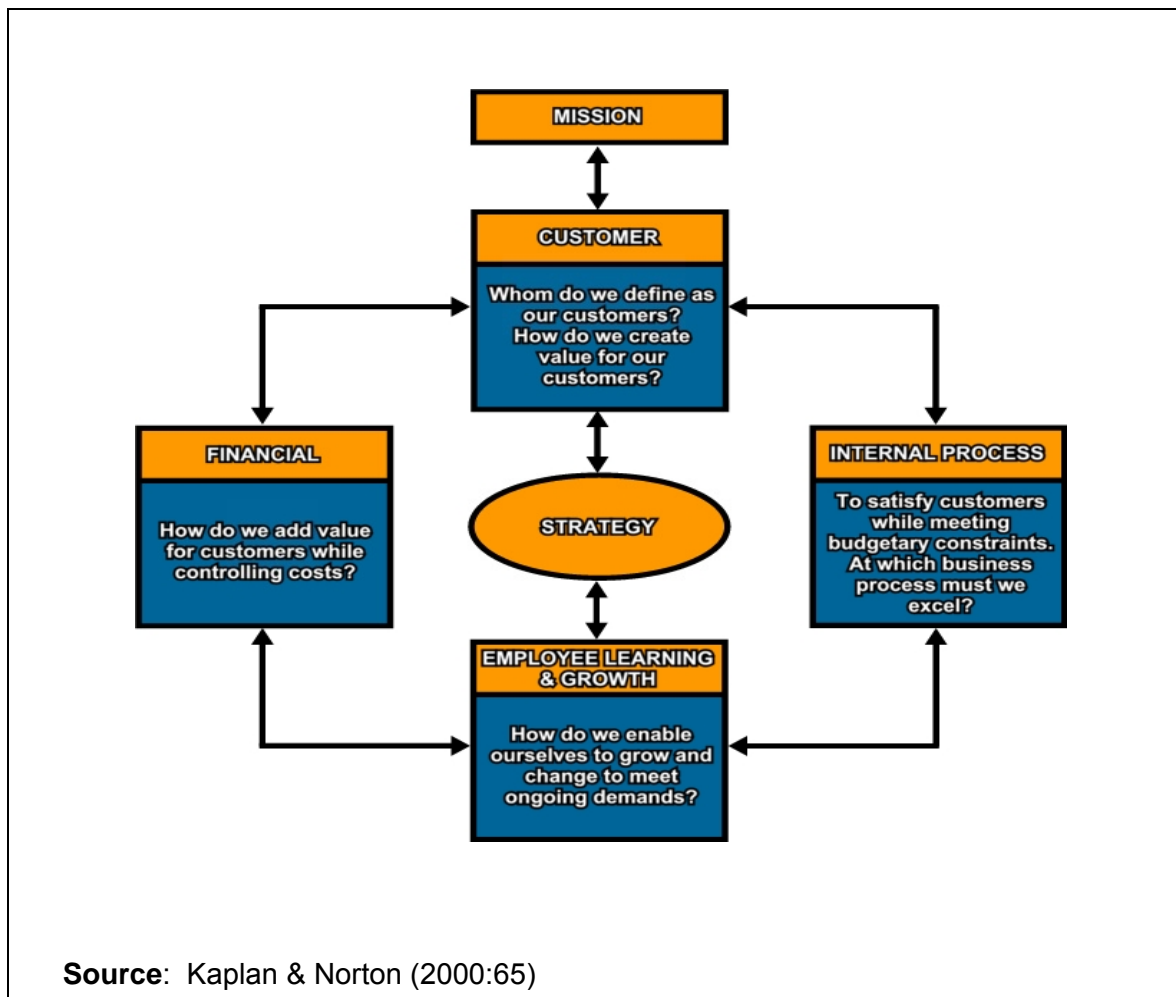 MISSION
CUSTOMER
Whom do we define as
our customers?
How do we create
value for our
customers?
FINANCIAL
How do we add value
for customers while
controlling costs?
STRATEGY
INTERNAL PROCESS
To satisfy customers
while meeting
budgetary constraints.
At which business
process must we
excel?
EMPLOYEE LEARNING
& GROWTH
How do we enable
ourselves to grow and
change to meet
ongoing demands?
Source: Kaplan & Norton (2000:65)